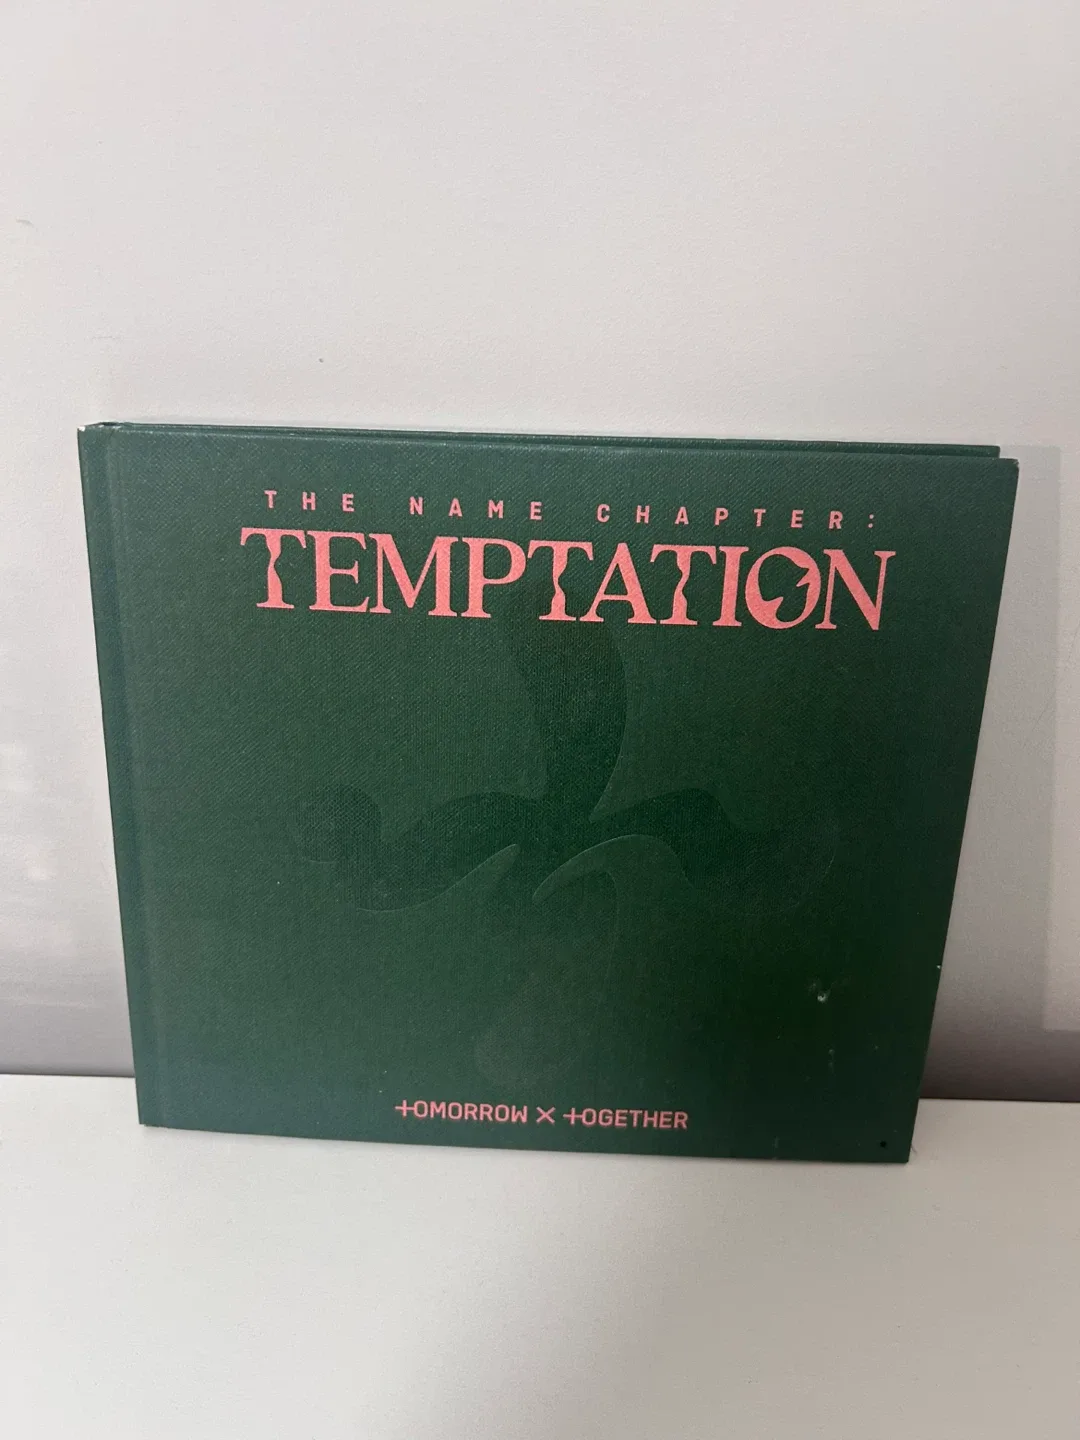 THE NAME CHAPTER:
TEMPTATION
TOMORROW X TOGETHER